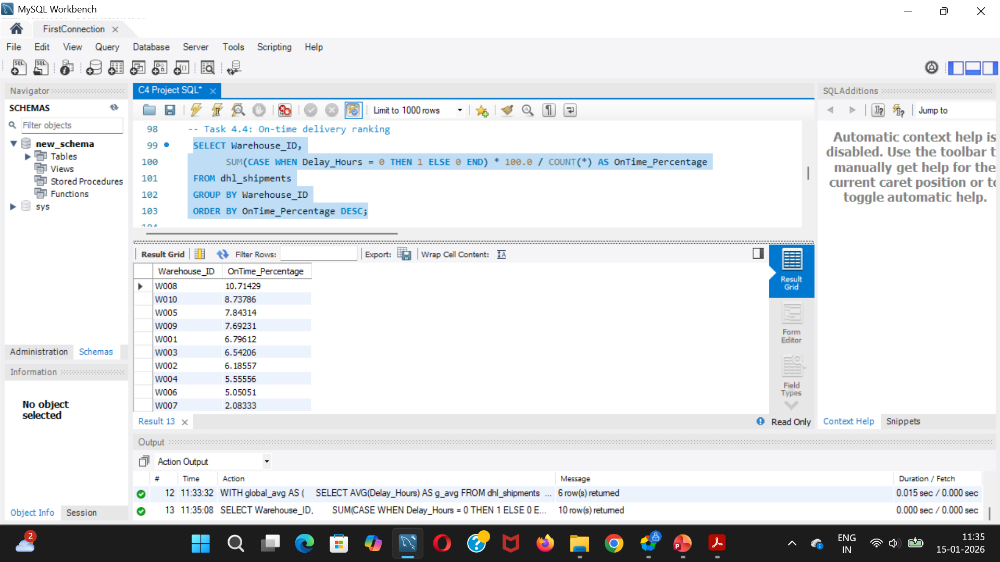 MySQL Workbench
FirstConnection
File Edit View Query Database Server Tools Scripting Help
Navigator
SCHEMAS
Filter objects
new_schema
Tables
Views
Stored Procedures
Functions
sys
Administration Schemas
Information
No object
selected
Object Info Session
C4 Project SQL*
Limit to 1000 rows
98 -- Task 4.4: On-time delivery ranking
99 SELECT Warehouse_ID,
100 SUM(CASE WHEN Delay_Hours = 0 THEN 1 ELSE 0 END) * 100.0 / COUNT(*) AS OnTime_Percentage
101 FROM dhl_shipments
102 GROUP BY Warehouse_ID
103 ORDER BY OnTime_Percentage DESC;
104
Result Grid Filter Rows: Export: Wrap Cell Content:
Warehouse_ID OnTime_Percentage
W008 10.71429
W010 8.73786
W005 7.84314
W009 7.69231
W001 6.79612
W003 6.54206
W002 6.18557
W004 5.55556
W006 5.05051
W007 2.08333
Result
Grid
Form
Editor
Field
Types
Result 13
Read Only
SQLAdditions
Jump to
Automatic context help is
disabled. Use the toolbar t
manually get help for the
current caret position or to
toggle automatic help.
Context Help Snippets
Output
Action Output
# Time Action Message Duration / Fetch
12 11:33:32 WITH global_avg AS ( SELECT AVG(Delay_Hours) AS g_avg FROM dhl_shipments ... 6 row(s) returned 0.015 sec / 0.000 sec
13 11:35:08 SELECT Warehouse_ID, SUM(CASE WHEN Delay_Hours = 0 THEN 1 ELSE 0 E... 10 row(s) returned 0.000 sec / 0.000 sec
2
ENG
IN
11:35
15-01-2026